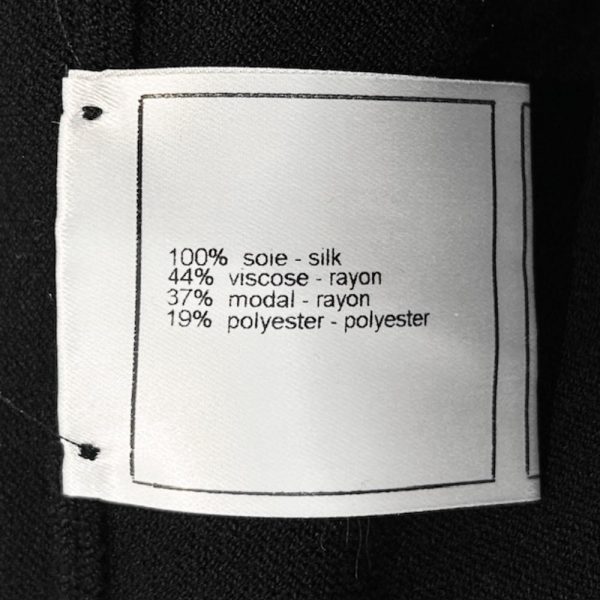 100% soie - silk
44% viscose - rayon
37% modal - rayon
19% polyester - polyester